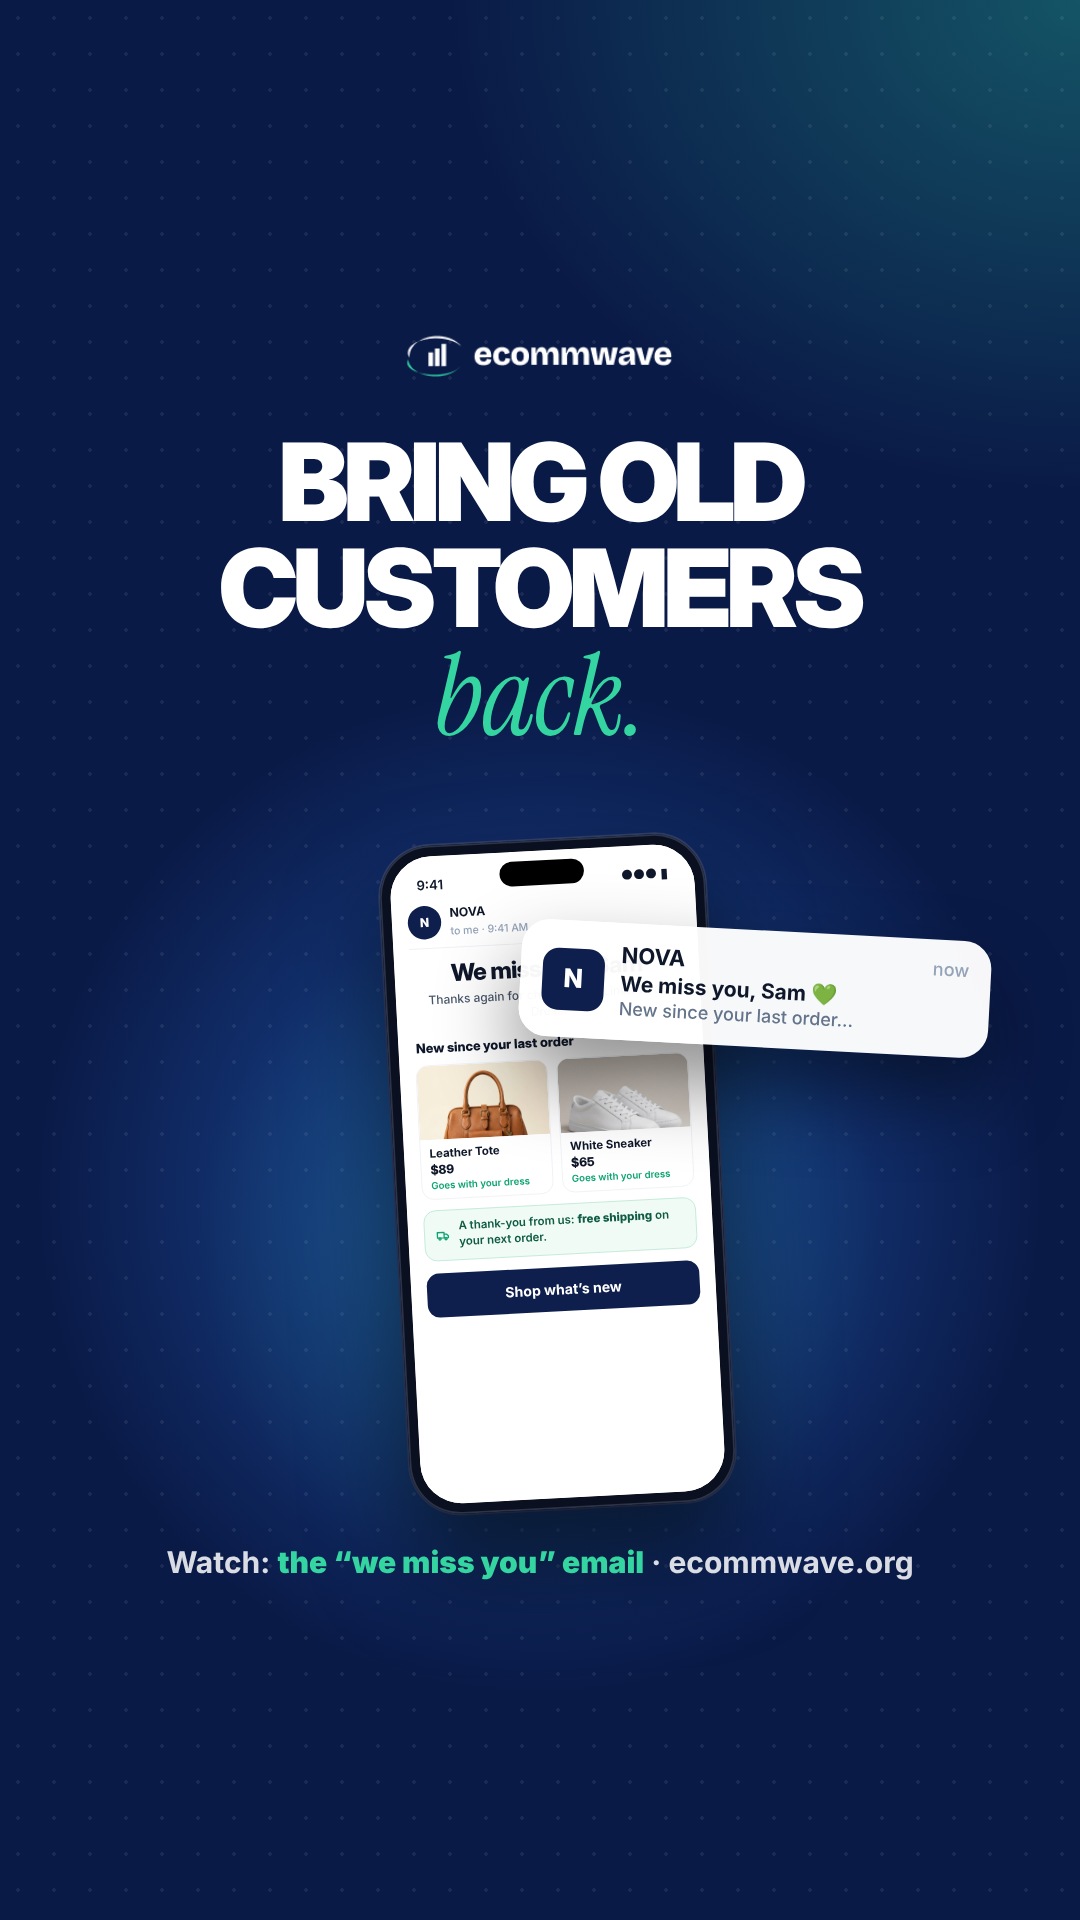 ecommwave
BRING OLD
CUSTOMERS
back.
9:41
N
NOVA
to me · 9:41 AM
We
Thanks again
N
NOVA
now
We miss you, Sam 💚
New since your last order...
New since your last order
Leather Tote
$89
Goes with your dress
White Sneaker
$65
Goes with your dress
A thank-you from us: free shipping on
your next order.
Shop what's new
Watch: the “we miss you” email · ecommwave.org